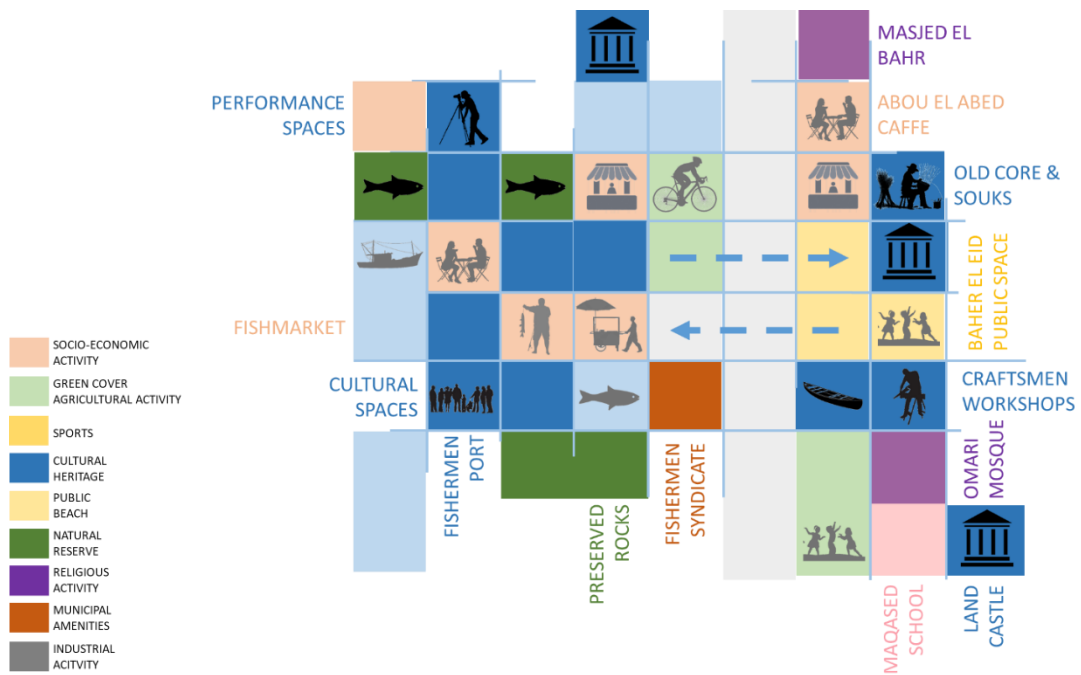 MASJED EL
BAHR
PERFORMANCE
SPACES
ABOU EL ABED
CAFFE
OLD CORE &
SOUKS
BAHER EL EID
PUBLIC SPACE
FISHMARKET
CULTURAL
SPACES
CRAFTSMEN
WORKSHOPS
FISHERMEN
PORT
PRESERVED
ROCKS
FISHERMEN
SYNDICATE
OMARI
MOSQUE
MAQASED
SCHOOL
LAND
CASTLE
SOCIO-ECONOMIC
ACTIVITY
GREEN COVER
AGRICULTURAL ACTIVITY
SPORTS
CULTURAL
HERITAGE
PUBLIC
BEACH
NATURAL
RESERVE
RELIGIOUS
ACTIVITY
MUNICIPAL
AMENITIES
INDUSTRIAL
ACITVITY